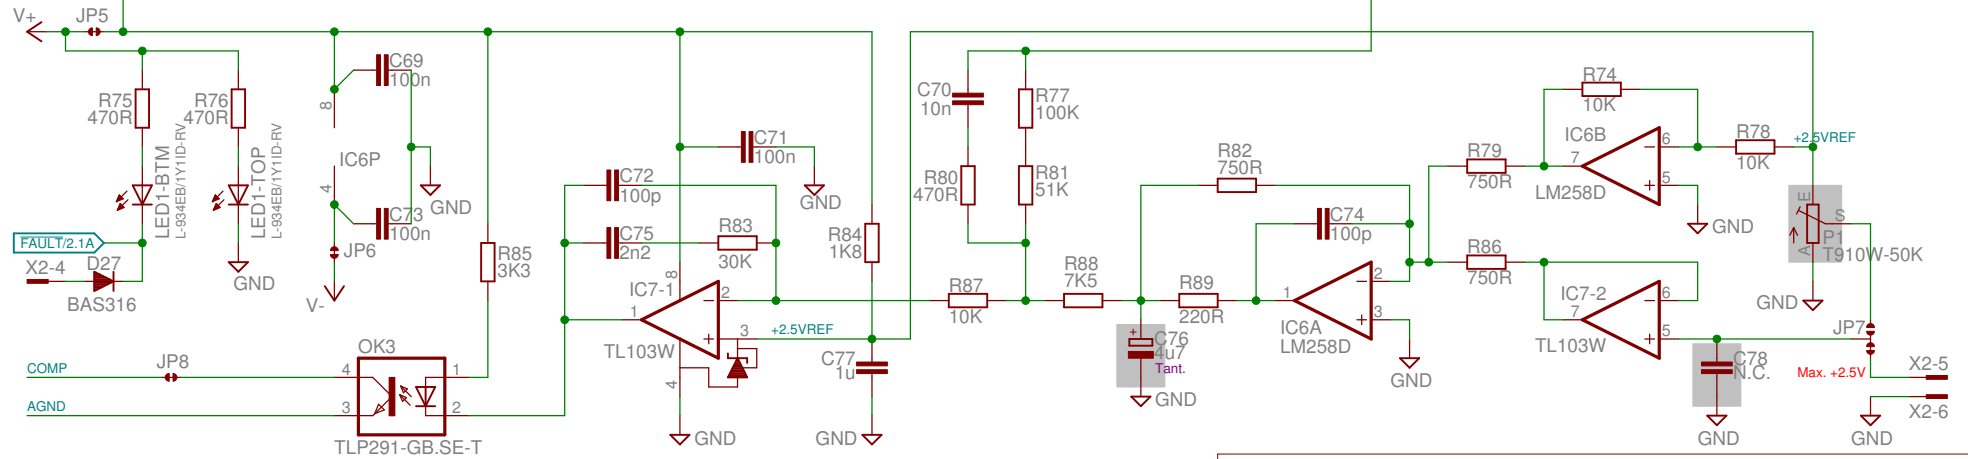 V+
JP5
C69
100n
R75
470R
R76
470R
LED1-BTM
L-934EB/1Y1ID-RV
LED1-TOP
L-934EB/1Y1ID-RV
8
IC6P
4
C73
100n
GND
JP6
V-
FAULT/2.1A
X2-4
D27
BAS316
GND
COMP
JP8
AGND
OK3
4
3
1
2
TLP291-GB.SE-T
R85
3K3
C71
100n
GND
C72
100p
C75
2n2
R83
30K
IC7-1
8
1
2
3
4
TL103W
+2.5VREF
GND
R84
1K8
C77
1u
GND
C70
10n
R77
100K
R80
470R
R81
51K
R87
10K
R88
7K5
R89
220R
+
C76
4u7
Tant.
GND
R82
750R
C74
100p
1
2
3
IC6A
LM258D
GND
R74
10K
IC6B
R79
750R
7
6
5
LM258D
R78
10K
+2.5VREF
GND
R86
750R
IC7-2
7
6
5
TL103W
E
S
A
P1
T910W-50K
GND
JP7
C78
N.C.
GND
Max. +2.5V
X2-5
X2-6
GND